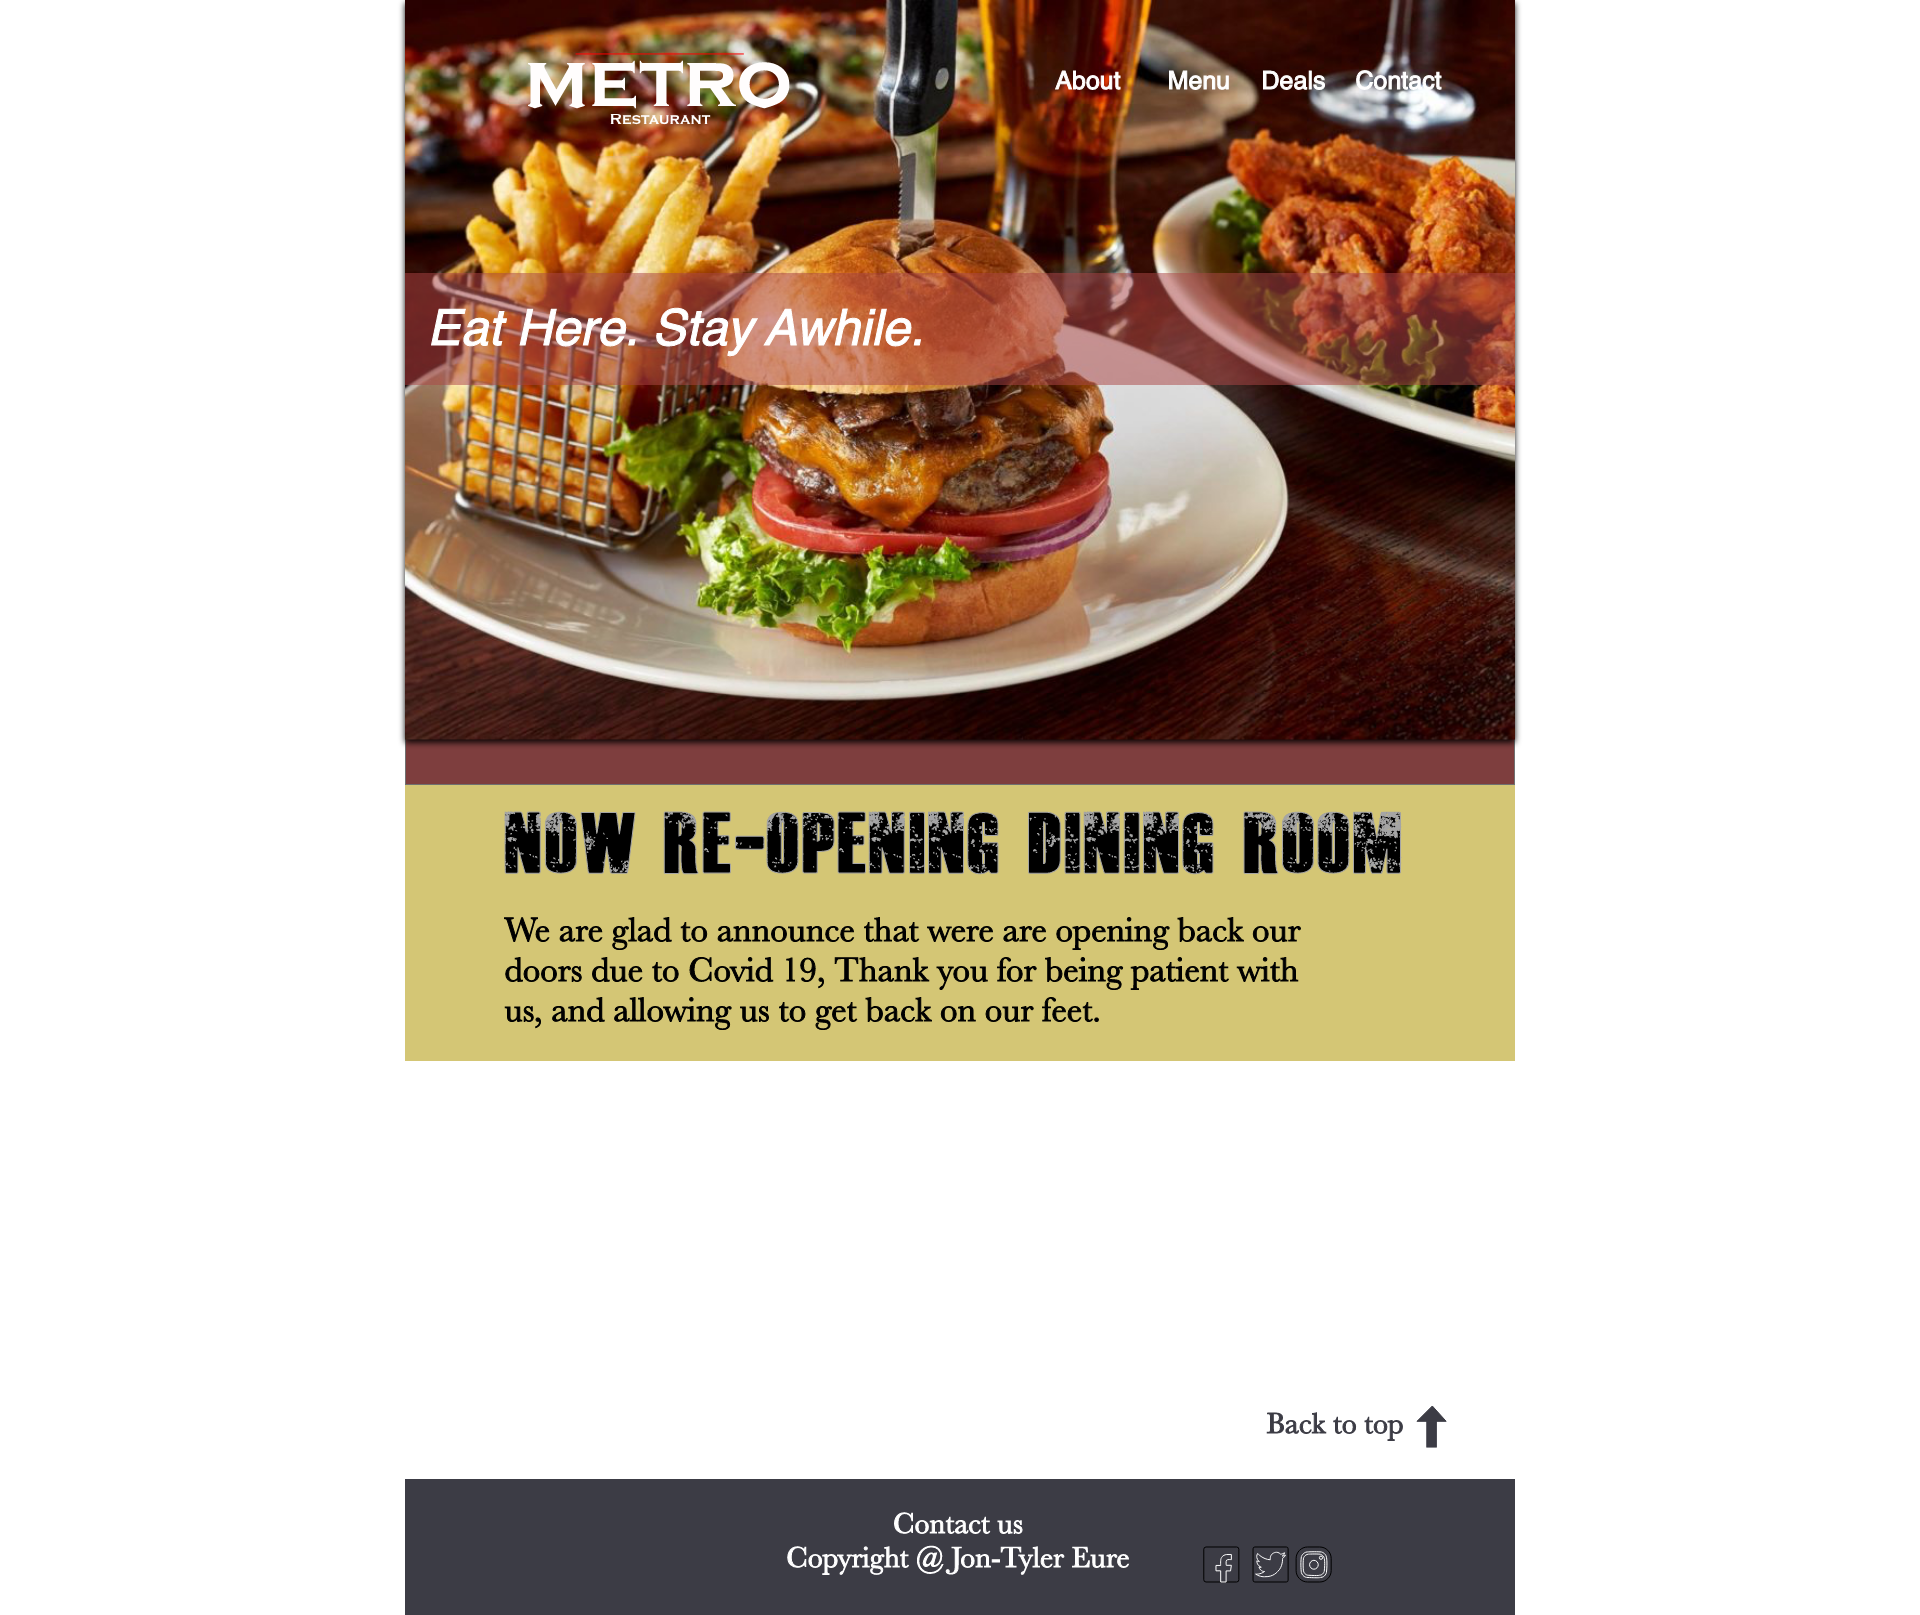 METRO
RESTAURANT
About Menu Deals Contact
Eat Here. Stay Awhile.
NOW RE-OPENING DINING ROOM
We are glad to announce that were are opening back our
doors due to Covid 19, Thank you for being patient with
us, and allowing us to get back on our feet.
Back to top
Contact us
Copyright @ Jon-Tyler Eure